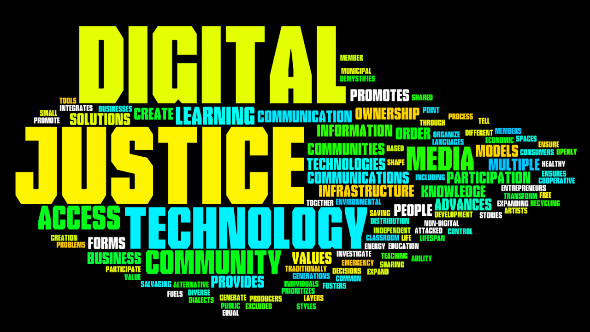 DIGITAL
MEMBER
MUNICIPAL
DEMYSTIFIES
PROMOTES SHARED
TOOLS
INTEGRATES BUSINESSES
SMALL
PROMOTE
SOLUTIONS
CREATE LEARNING COMMUNICATION OWNERSHIP POINT
THROUGH PROCESS TELL
JUSTICE
INFORMATION ORDER ORGANIZE DIFFERENT MEMBERS
LANGUAGES ECONOMIC SPACES
COMMUNITIES BASED MEDIA MODELS ENSURE
CONSUMERS OPENLY
TECHNOLOGIES SHAPE MULTIPLE HEALTHY
COMMUNICATIONS INCLUDING PARTICIPATION ENSURES
COOPERATIVE
INFRASTRUCTURE KNOWLEDGE ENTREPRENEURS
TRANSFORM FREE
TOGETHER ENVIRONMENTAL ADVANCES EXPANDING RECYCLING
ARTISTS
ACCESS TECHNOLOGY SAVING PEOPLE DEVELOPMENT STORIES
DISTRIBUTION NON-DIGITAL
INDEPENDENT ATTACKED CONTROL
CREATION
PROBLEMS FORMS CLASSROOM LIFE LIFESPAN
ENERGY EDUCATION
BUSINESS COMMUNITY VALUES INVESTIGATE TEACHING ABILITY
EMERGENCY SHARING
PARTICIPATE TRADITIONALLY DECISIONS EXPAND
VALUE GENERATIONS COMMON
SALVAGING ALTERNATIVE PROVIDES INDIVIDUALS FOSTERS
PRIORITIZES
FUELS DIVERSE GENERATE PRODUCERS LAYERS
DIALECTS PUBLIC EXCLUDED STYLES
EQUAL